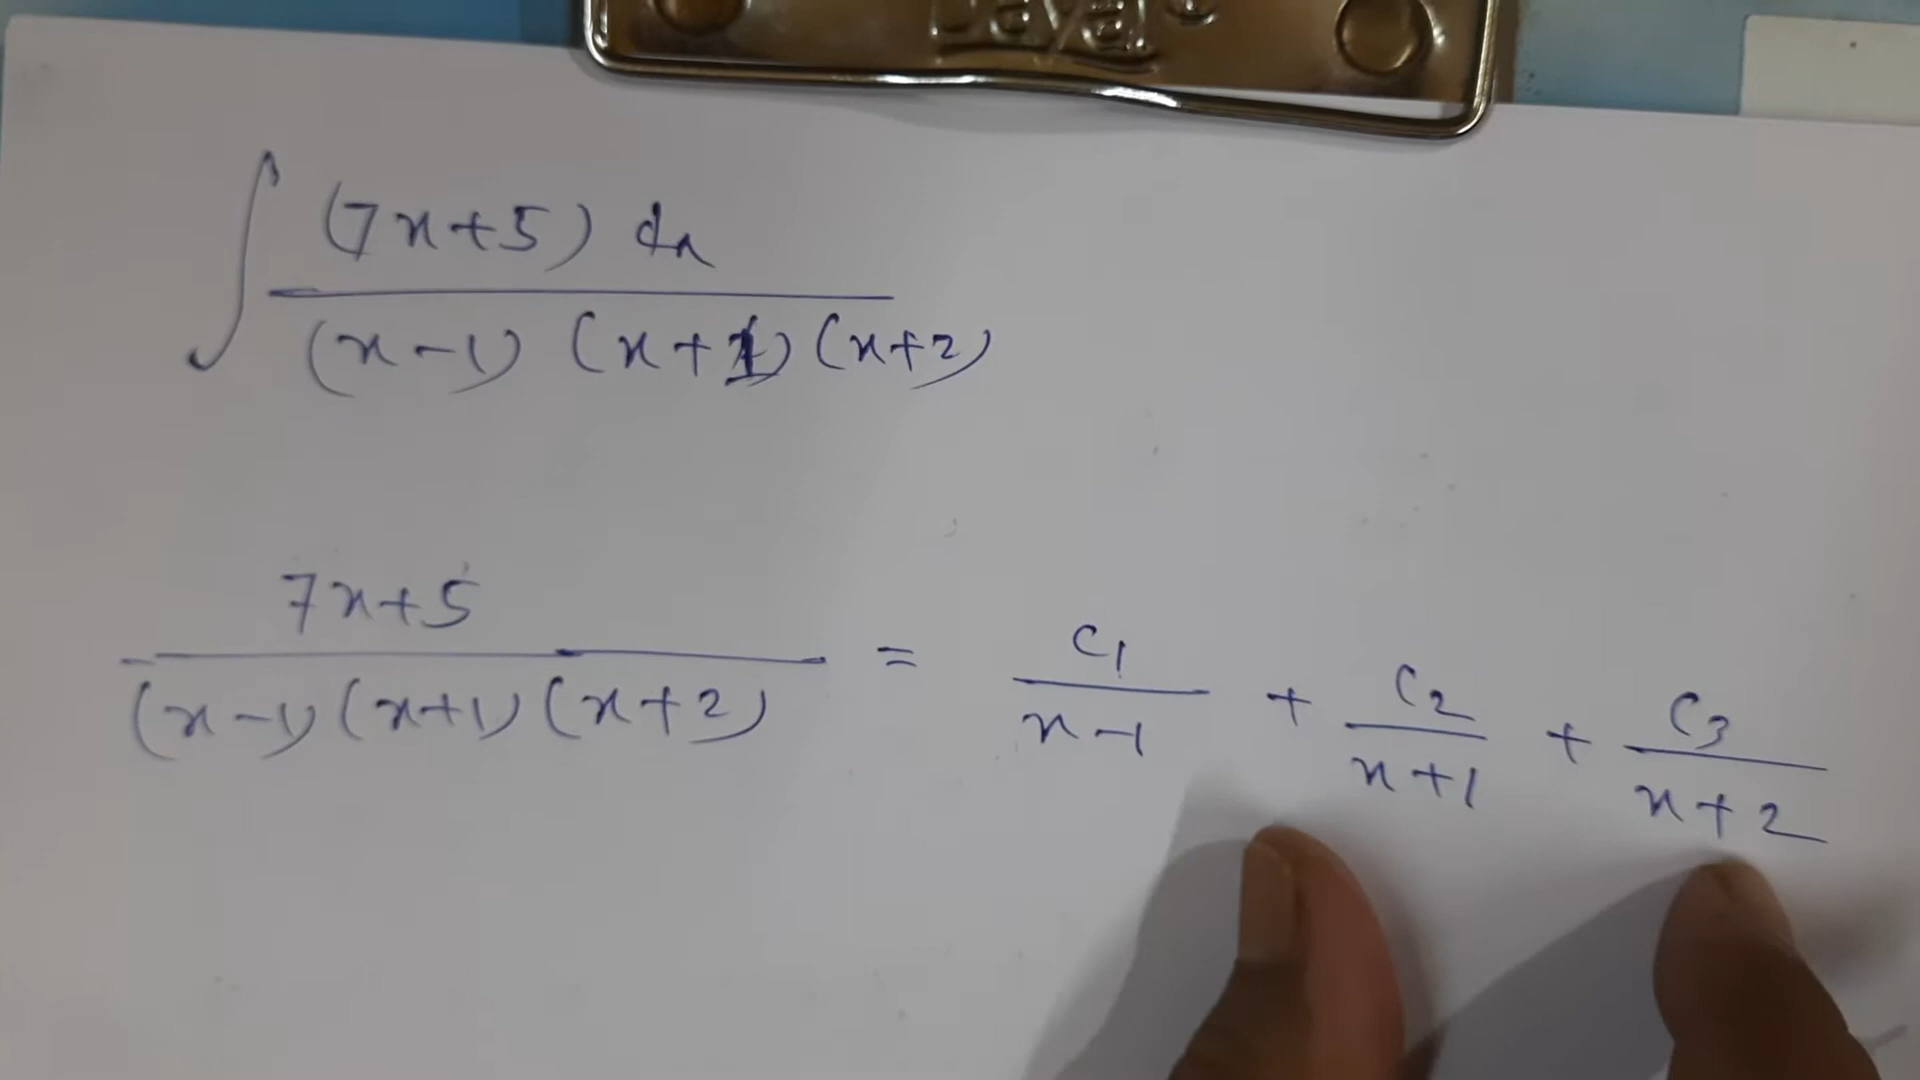 ∫ (7x+5) dx
(x-1) (x+1) (x+2)
7x+5
(x-1) (x+1) (x+2) = C1/(x-1) + C2/(x+1) + C3/(x+2)